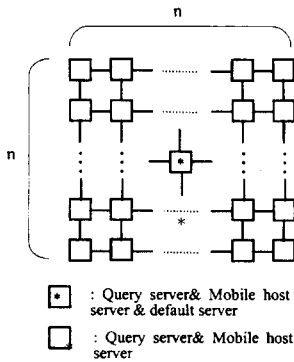 n
n
*
*
* : Query server& Mobile host
server & default server
: Query server& Mobile host
server